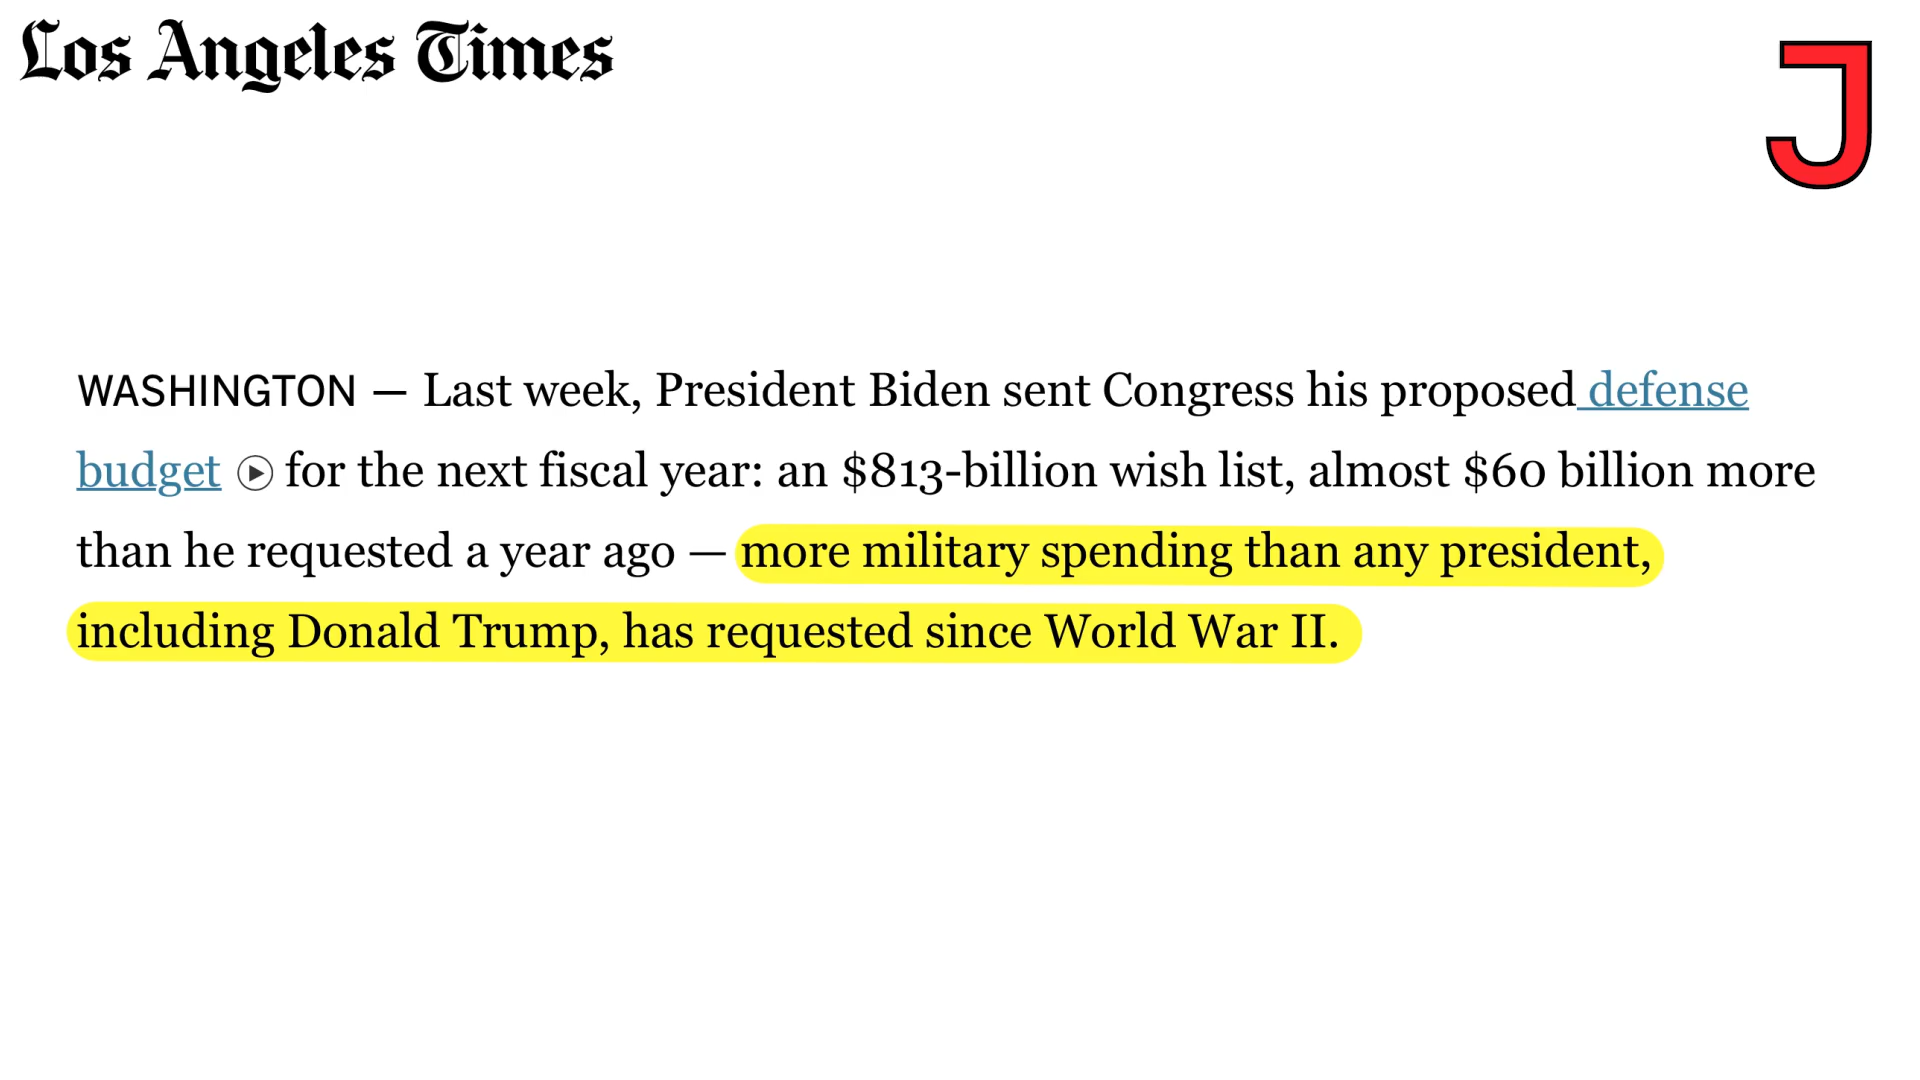 Los Angeles Times
J
WASHINGTON — Last week, President Biden sent Congress his proposed defense
budget for the next fiscal year: an $813-billion wish list, almost $60 billion more
than he requested a year ago — more military spending than any president,
including Donald Trump, has requested since World War II.